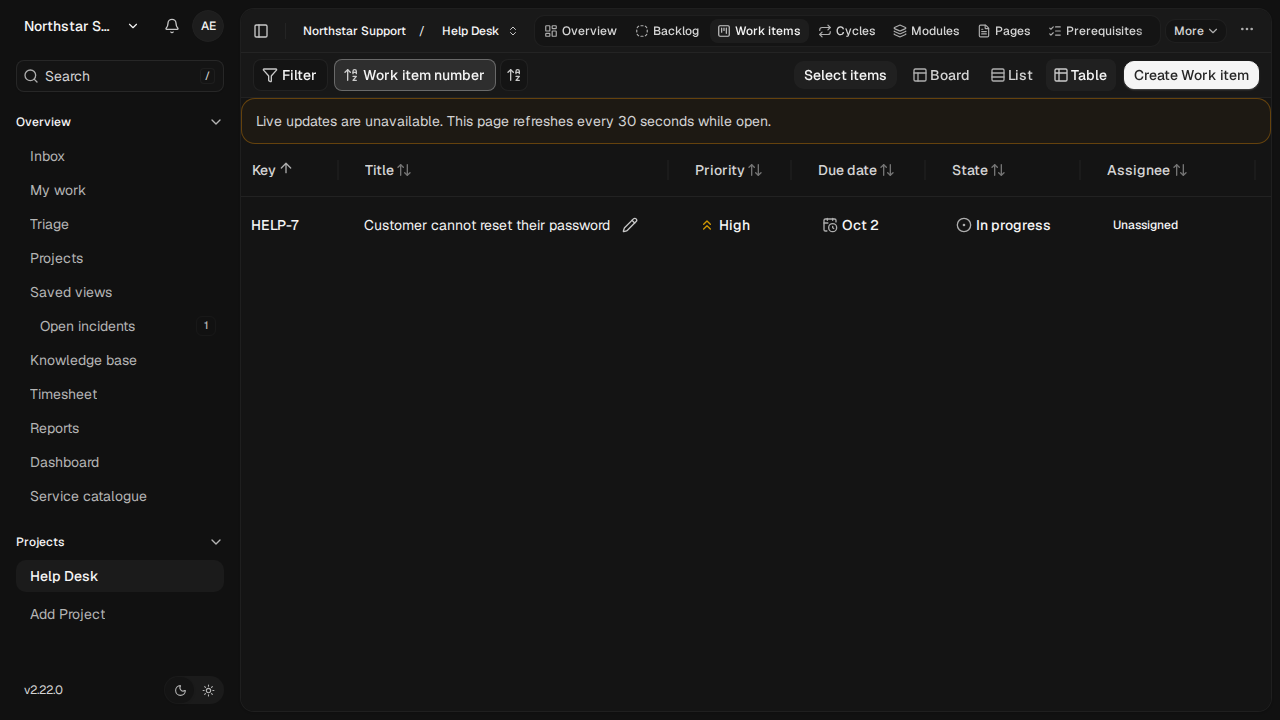 Northstar S...
AE
Search
/
Overview
Inbox
My work
Triage
Projects
Saved views
Open incidents
1
Knowledge base
Timesheet
Reports
Dashboard
Service catalogue
Projects
Help Desk
Add Project
v2.22.0
Northstar Support / Help Desk
Overview
Backlog
Work items
Cycles
Modules
Pages
Prerequisites
More
Filter
Work item number
Select items
Board
List
Table
Create Work item
Live updates are unavailable. This page refreshes every 30 seconds while open.
Key Title Priority Due date State Assignee
HELP-7 Customer cannot reset their password High Oct 2 In progress Unassigned